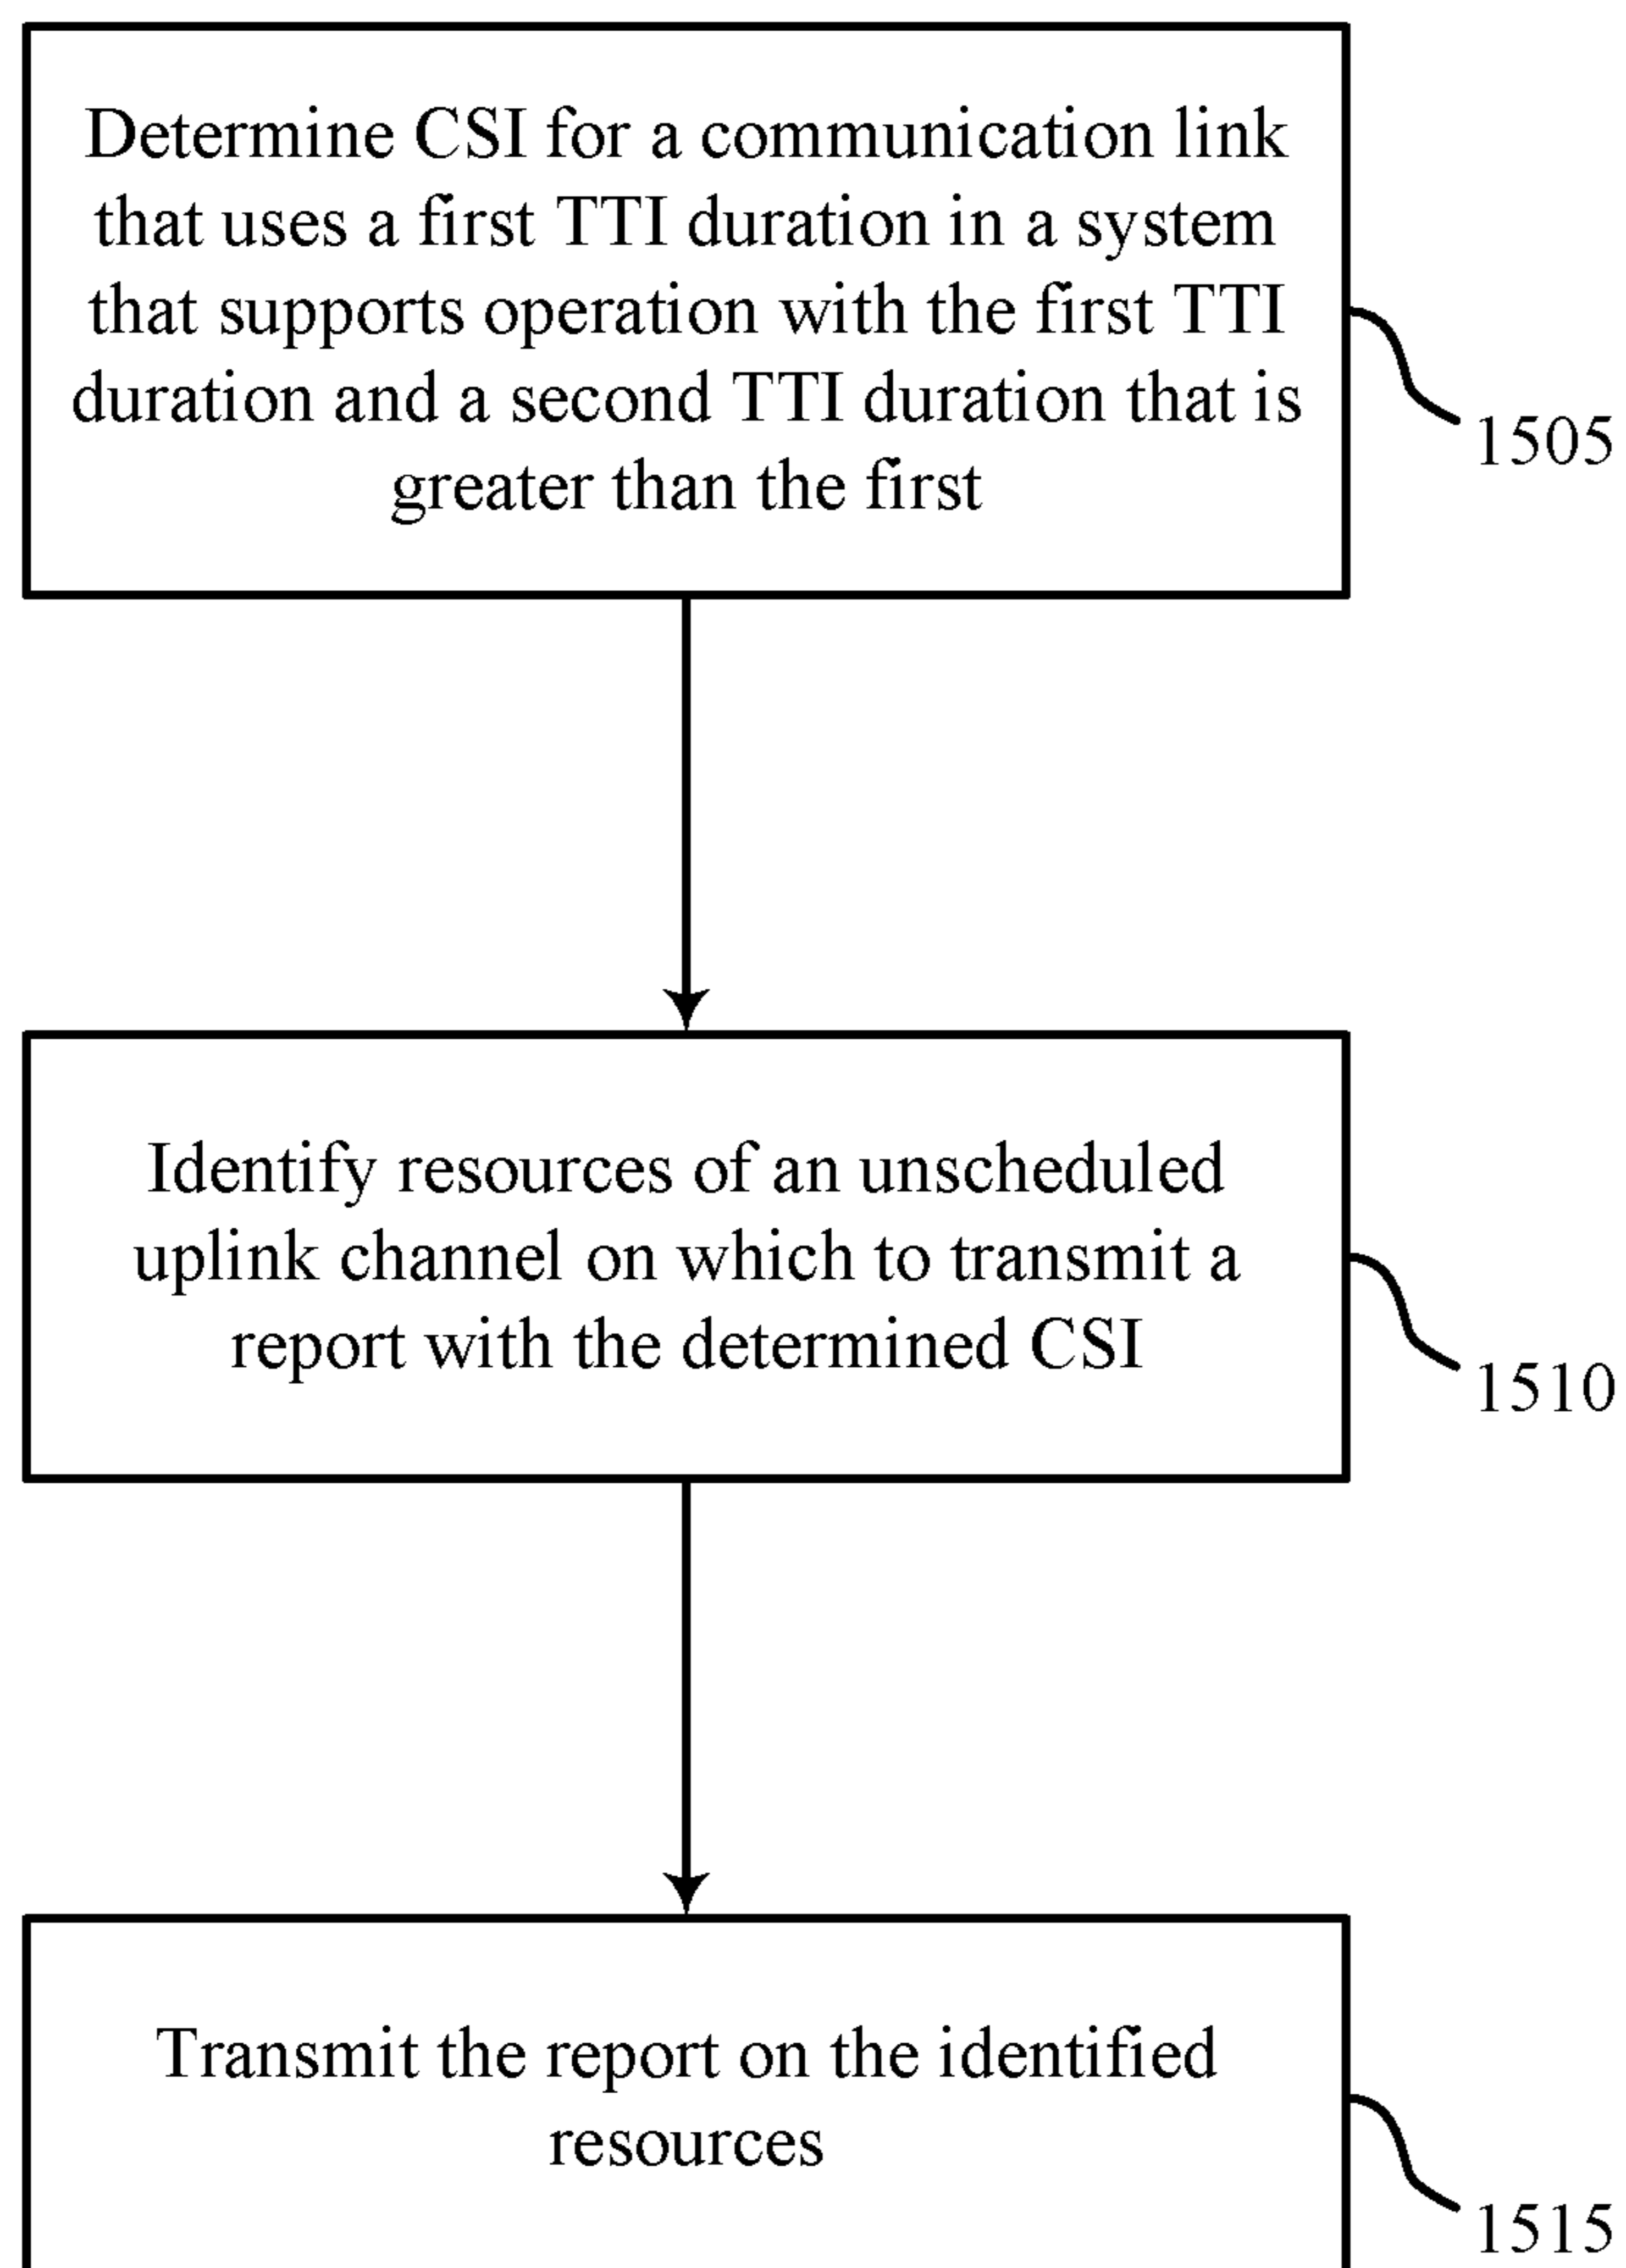 Determine CSI for a communication link
that uses a first TTI duration in a system
that supports operation with the first TTI
duration and a second TTI duration that is
greater than the first
1505
Identify resources of an unscheduled
uplink channel on which to transmit a
report with the determined CSI
1510
Transmit the report on the identified
resources
1515